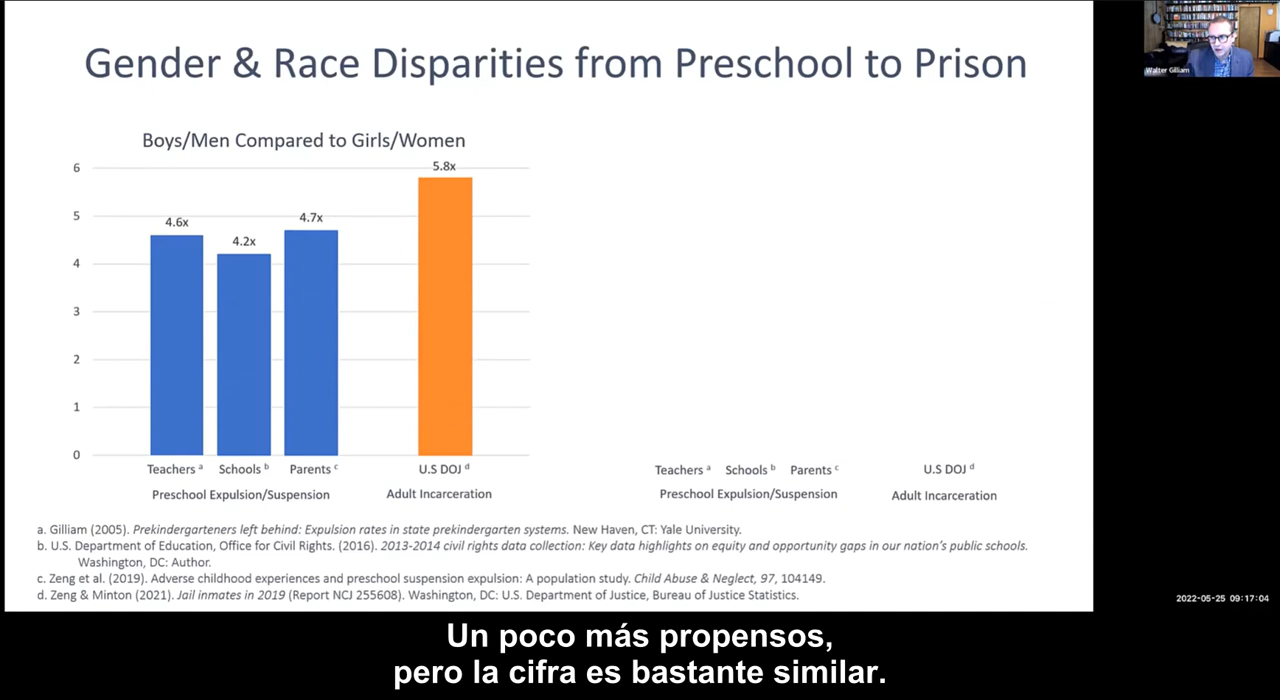 Gender & Race Disparities from Preschool to Prison
Walter Gilliam
Boys/Men Compared to Girls/Women
6
5
4
3
2
1
0
4.6x
4.2x
4.7x
5.8x
Teachers a Schools b Parents c U.S DOJ d
Preschool Expulsion/Suspension Adult Incarceration
Teachers a Schools b Parents c U.S DOJ d
Preschool Expulsion/Suspension Adult Incarceration
a. Gilliam (2005). Prekindergarteners left behind: Expulsion rates in state prekindergarten systems. New Haven, CT: Yale University.
b. U.S. Department of Education, Office for Civil Rights. (2016). 2013-2014 civil rights data collection: Key data highlights on equity and opportunity gaps in our nation's public schools.
Washington, DC: Author.
c. Zeng et al. (2019). Adverse childhood experiences and preschool suspension expulsion: A population study. Child Abuse & Neglect, 97, 104149.
d. Zeng & Minton (2021). Jail inmates in 2019 (Report NCJ 255608). Washington, DC: U.S. Department of Justice, Bureau of Justice Statistics.
2022-05-25 09:17:04
Un poco más propensos,
pero la cifra es bastante similar.